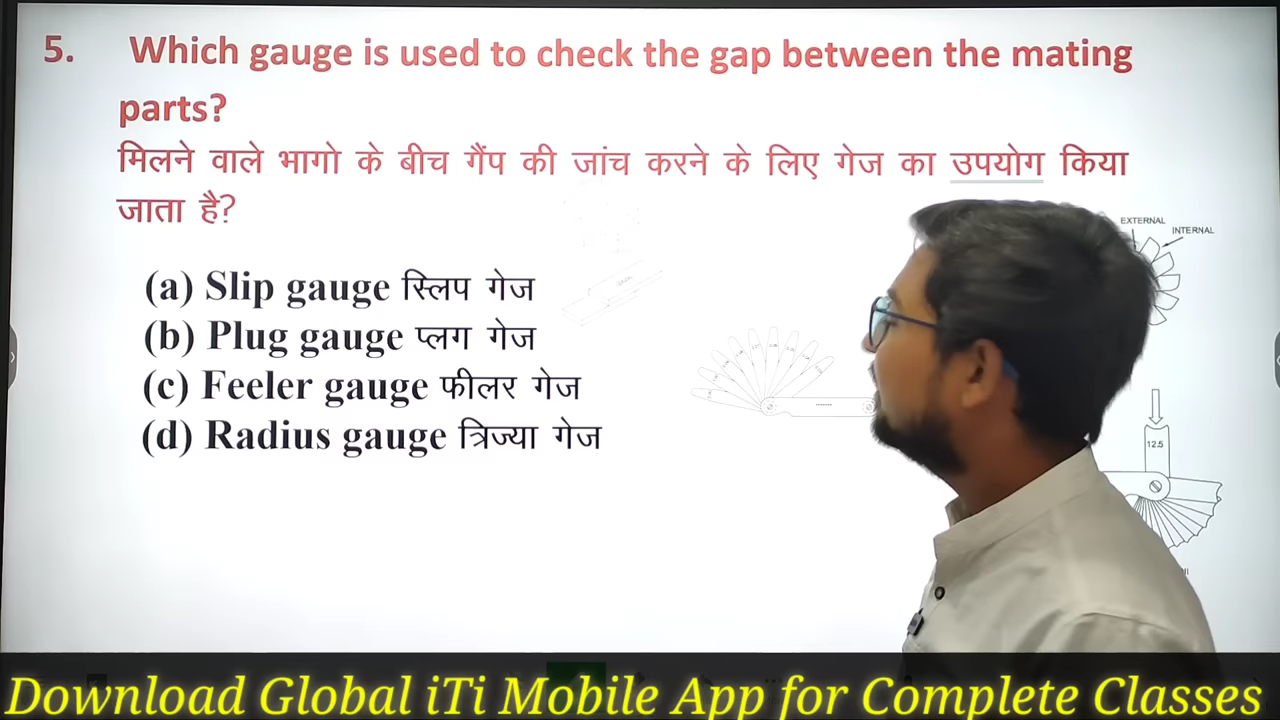 5. Which gauge is used to check the gap between the mating
parts?
मिलने वाले भागो के बीच गैंप की जांच करने के लिए गेज का उपयोग किया
जाता है?
(a) Slip gauge स्लिप गेज
(b) Plug gauge प्लग गेज
(c) Feeler gauge फीलर गेज
(d) Radius gauge त्रिज्या गेज
EXTERNAL
INTERNAL
12.5
Download Global iTi Mobile App for Complete Classes